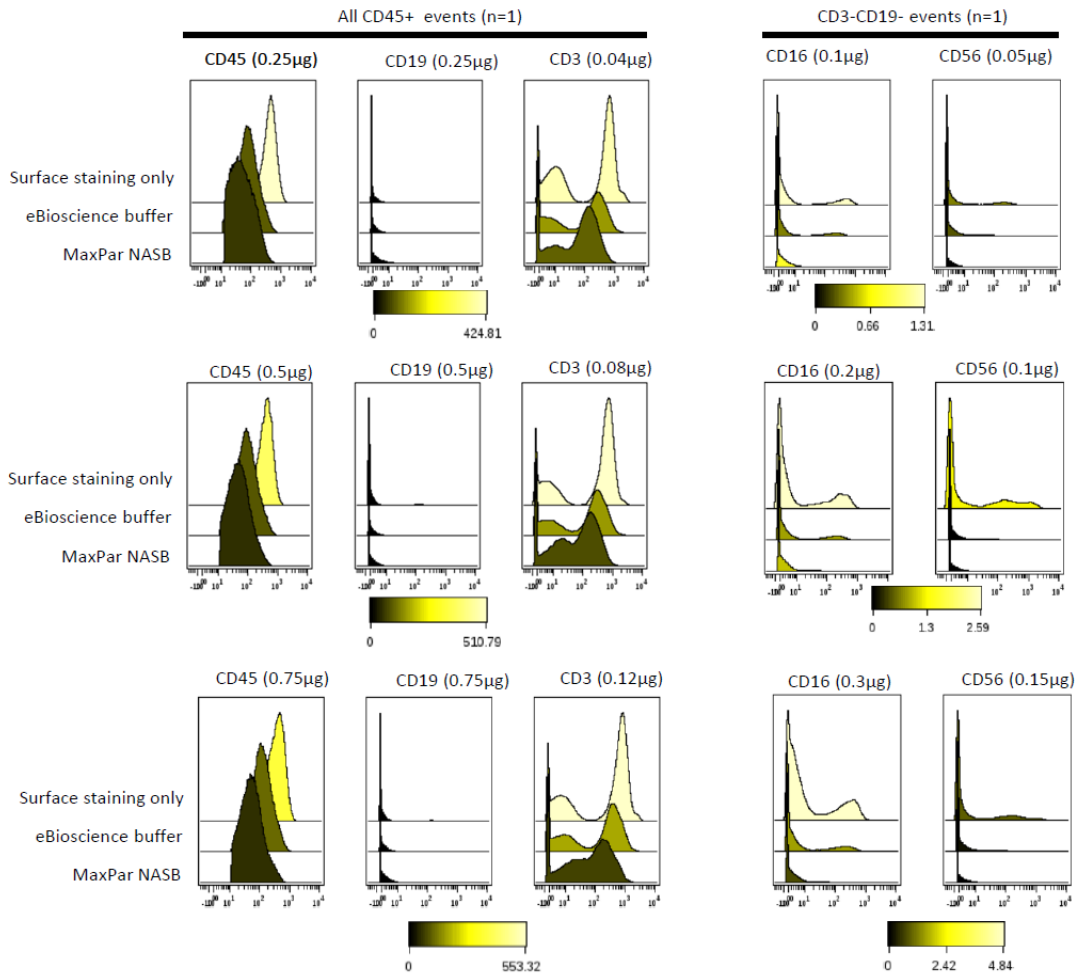 All CD45+ events (n=1)
CD3-CD19- events (n=1)
CD45 (0.25µg)
CD19 (0.25µg)
CD3 (0.04µg)
CD16 (0.1µg)
CD56 (0.05µg)
Surface staining only
eBioscience buffer
MaxPar NASB
0
424.81
0
0.66
1.31
CD45 (0.5µg)
CD19 (0.5µg)
CD3 (0.08µg)
CD16 (0.2µg)
CD56 (0.1µg)
Surface staining only
eBioscience buffer
MaxPar NASB
0
510.79
0
1.3
2.59
CD45 (0.75µg)
CD19 (0.75µg)
CD3 (0.12µg)
CD16 (0.3µg)
CD56 (0.15µg)
Surface staining only
eBioscience buffer
MaxPar NASB
0
553.32
0
2.42
4.84